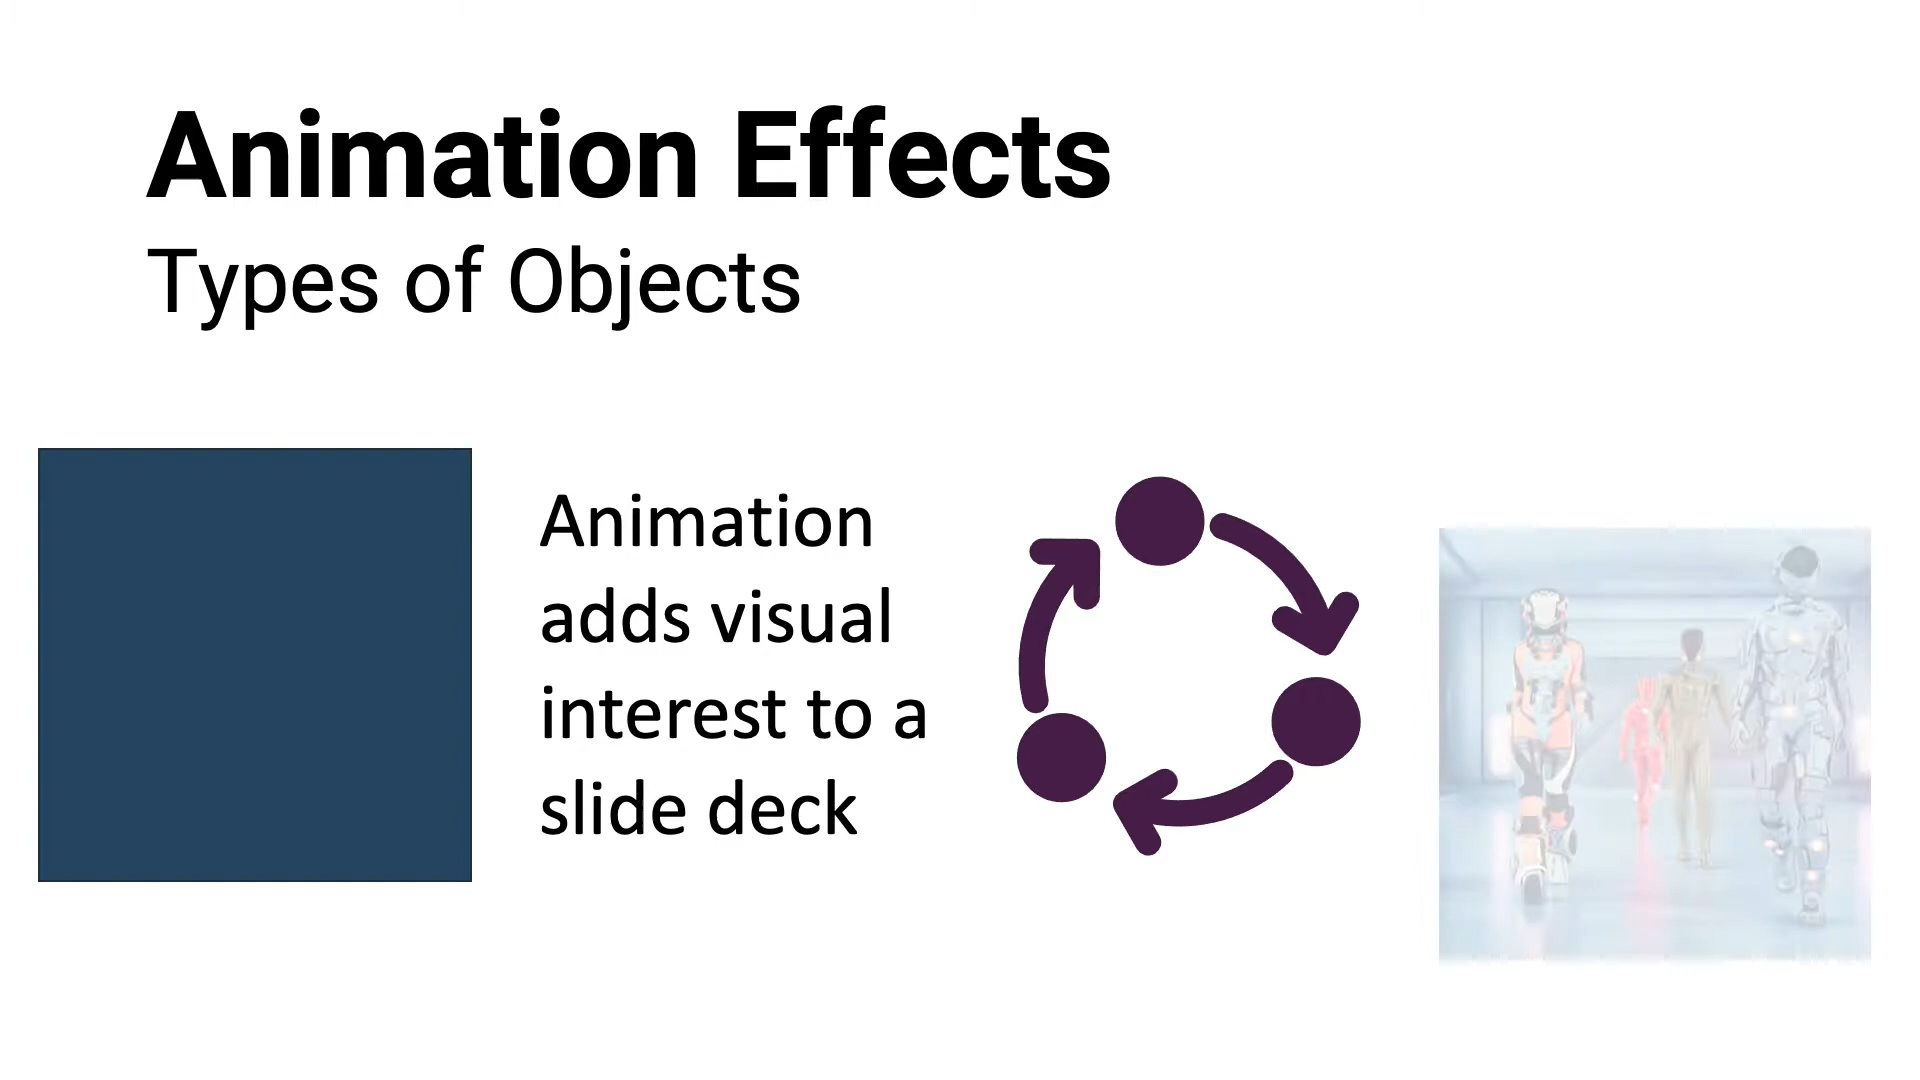 Animation Effects
Types of Objects
Animation
adds visual
interest to a
slide deck